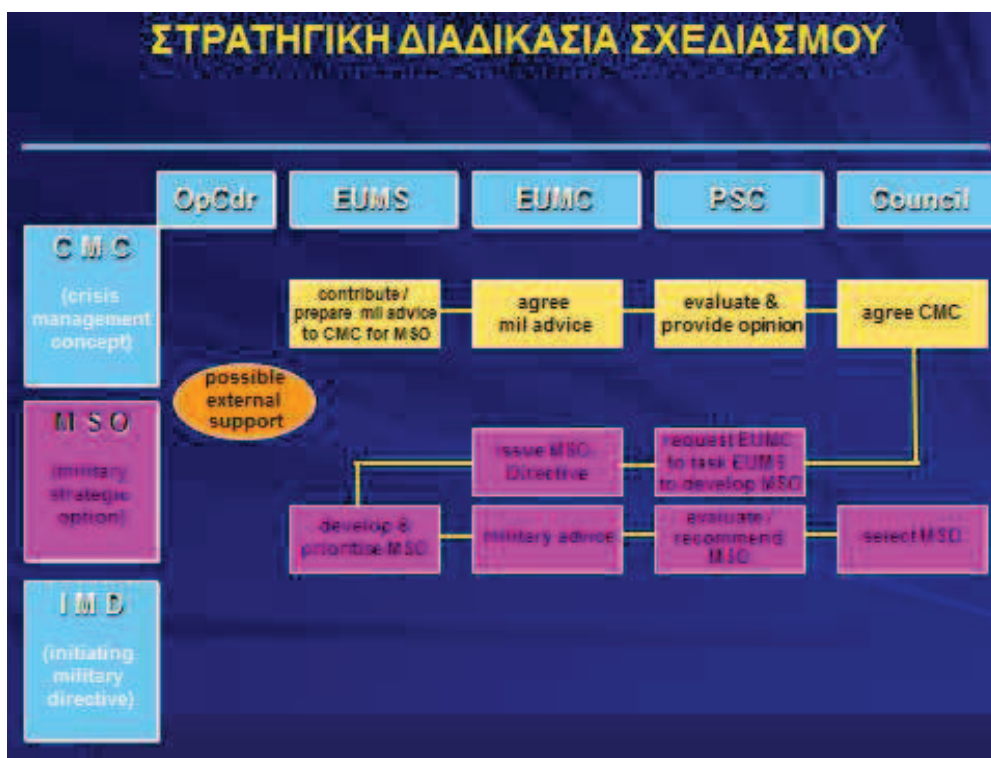 ΣΤΡΑΤΗΓΙΚΗ ΔΙΑΔΙΚΑΣΙΑ ΣΧΕΔΙΑΣΜΟΥ
OpCdr
EUMS
EUMC
PSC
Council
C M C
(crisis
management
concept)
contribute /
prepare mil advice
to CMC for MSO
agree
mil advice
evaluate &
provide opinion
agree CMC
possible
external
support
M S O
(military
strategic
option)
issue MSO
Directive
request EUMC
to task EUMS
to develop MSO
develop &
prioritise MSO
military advice
evaluate /
recommend
MSO
select MSO
I M D
(initiating
military
directive)